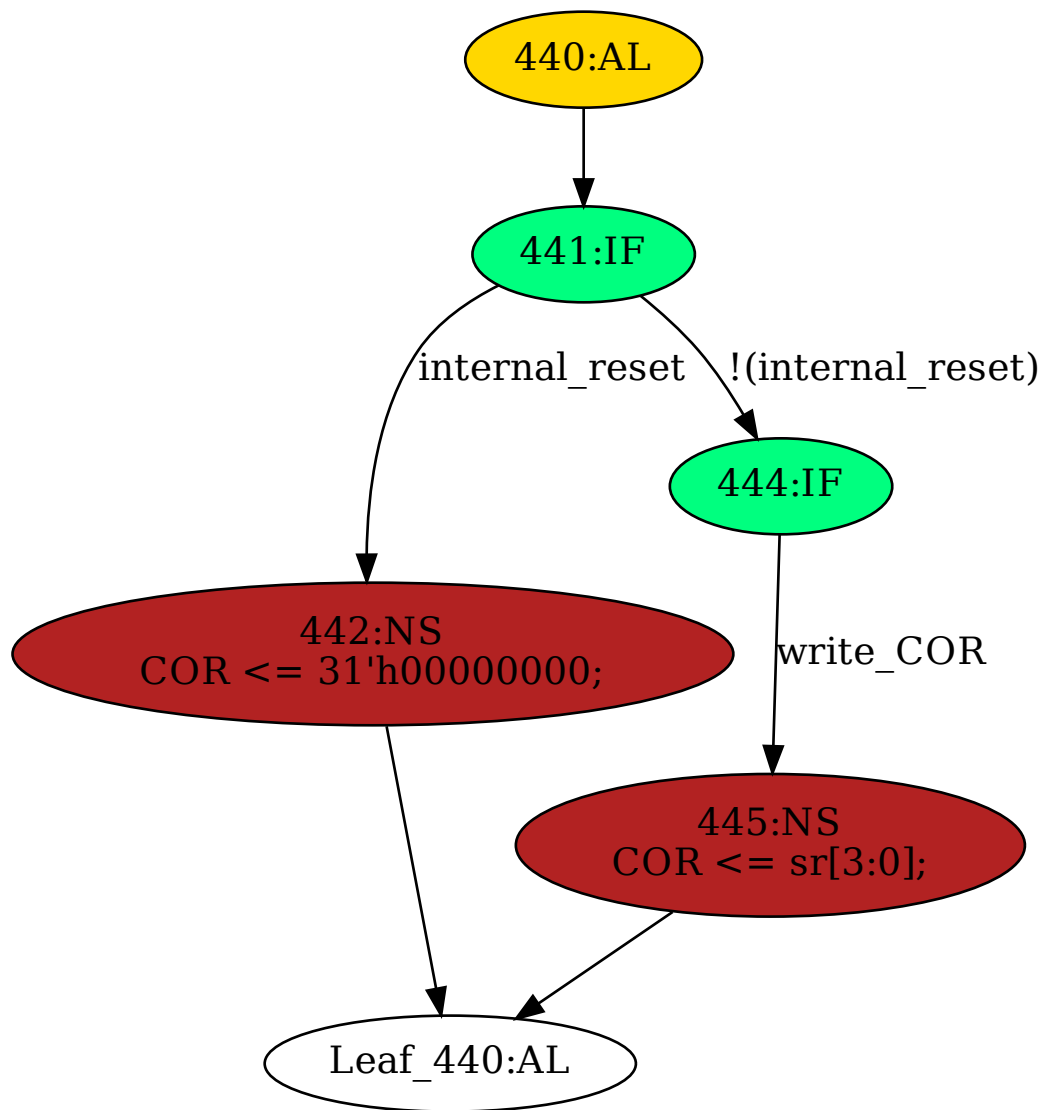 440:AL
441:IF
internal_reset
!(internal_reset)
444:IF
442:NS
COR <= 31'h00000000;
write_COR
445:NS
COR <= sr[3:0];
Leaf_440:AL